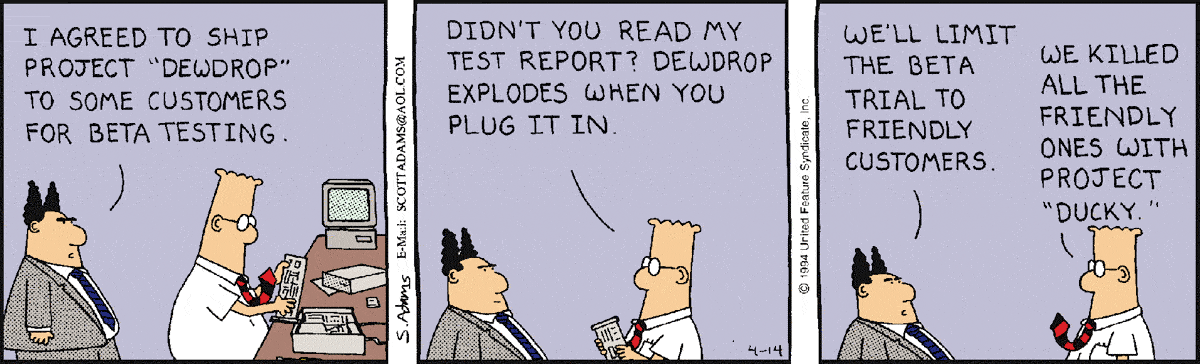 I AGREED TO SHIP
PROJECT "DEWDROP"
TO SOME CUSTOMERS
FOR BETA TESTING.
S. Adams E-Mail: SCOTTADAMS@AOL.COM
DIDN'T YOU READ MY
TEST REPORT? DEWDROP
EXPLODES WHEN YOU
PLUG IT IN.
4-14
© 1994 United Feature Syndicate, Inc.
WE'LL LIMIT
THE BETA
TRIAL TO
FRIENDLY
CUSTOMERS.
WE KILLED
ALL THE
FRIENDLY
ONES WITH
PROJECT
"DUCKY."